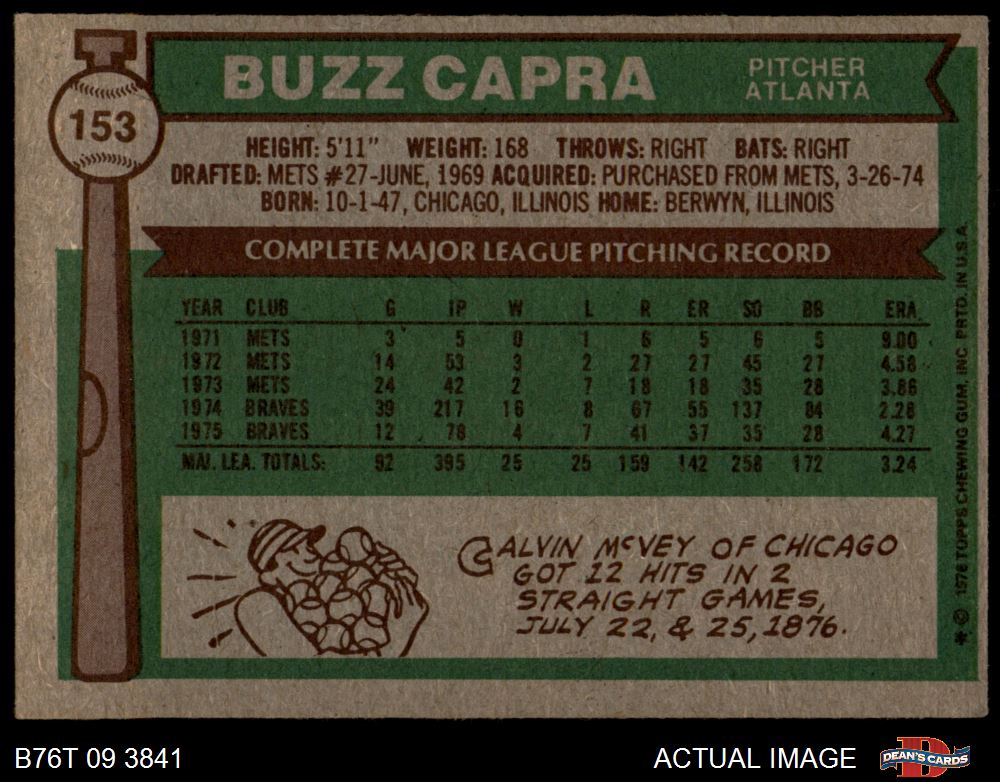 153
BUZZ CAPRA
PITCHER
ATLANTA
HEIGHT: 5'11" WEIGHT: 168 THROWS: RIGHT BATS: RIGHT
DRAFTED: METS #27-JUNE, 1969 ACQUIRED: PURCHASED FROM METS, 3-26-74
BORN: 10-1-47, CHICAGO, ILLINOIS HOME: BERWYN, ILLINOIS
COMPLETE MAJOR LEAGUE PITCHING RECORD
YEAR CLUB G IP W L R ER SO BB ERA
1971 METS 3 5 0 1 6 5 6 5 9.00
1972 METS 14 53 3 2 27 27 45 27 4.58
1973 METS 24 42 2 7 18 18 35 28 3.86
1974 BRAVES 39 217 16 8 67 55 137 84 2.28
1975 BRAVES 12 78 4 7 41 37 35 28 4.27
MAJ. LEA. TOTALS: 92 395 25 25 159 142 258 172 3.24
CALVIN McVEY OF CHICAGO
GOT 12 HITS IN 2
STRAIGHT GAMES,
JULY 22, & 25, 1876.
* © 1976 TOPPS CHEWING GUM, INC. PRTD. IN U.S.A.
B76T 09 3841
ACTUAL IMAGE
D
DEAN'S CARDS